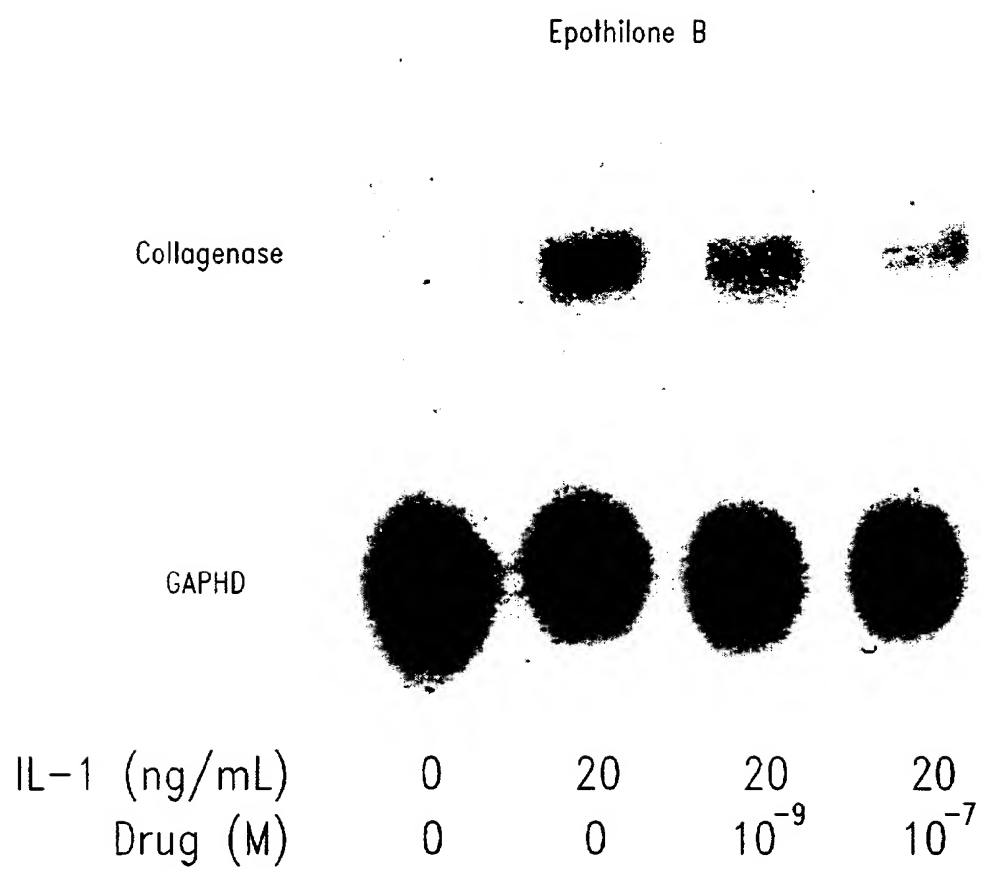 Epothilone B
Collagenase
GAPHD
IL-1 (ng/mL) 0 20 20 20
Drug (M) 0 0 10⁻⁹ 10⁻⁷